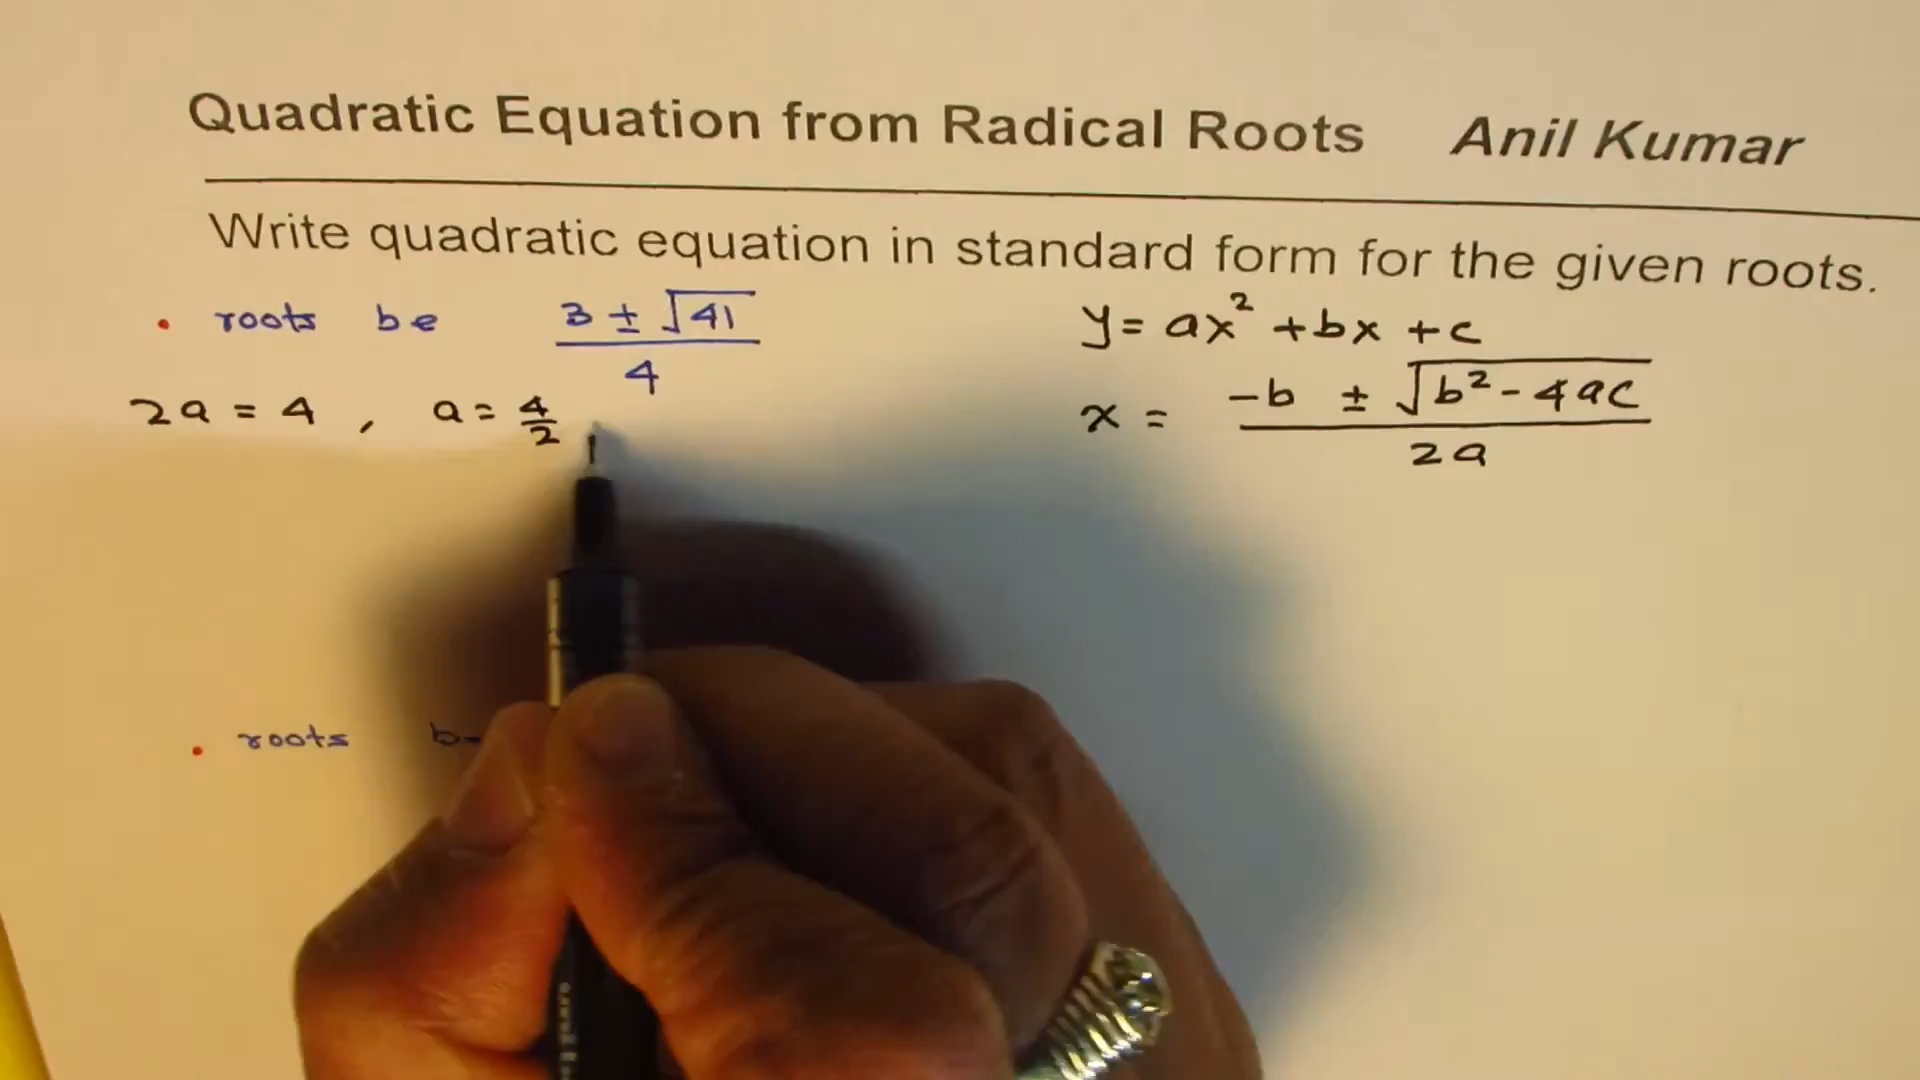 Quadratic Equation from Radical Roots Anil Kumar
Write quadratic equation in standard form for the given roots.
• roots be (3 ± √41)/4
2a = 4 , a = 4/2
y = ax² + bx + c
x = (-b ± √(b² - 4ac))/2a
• roots